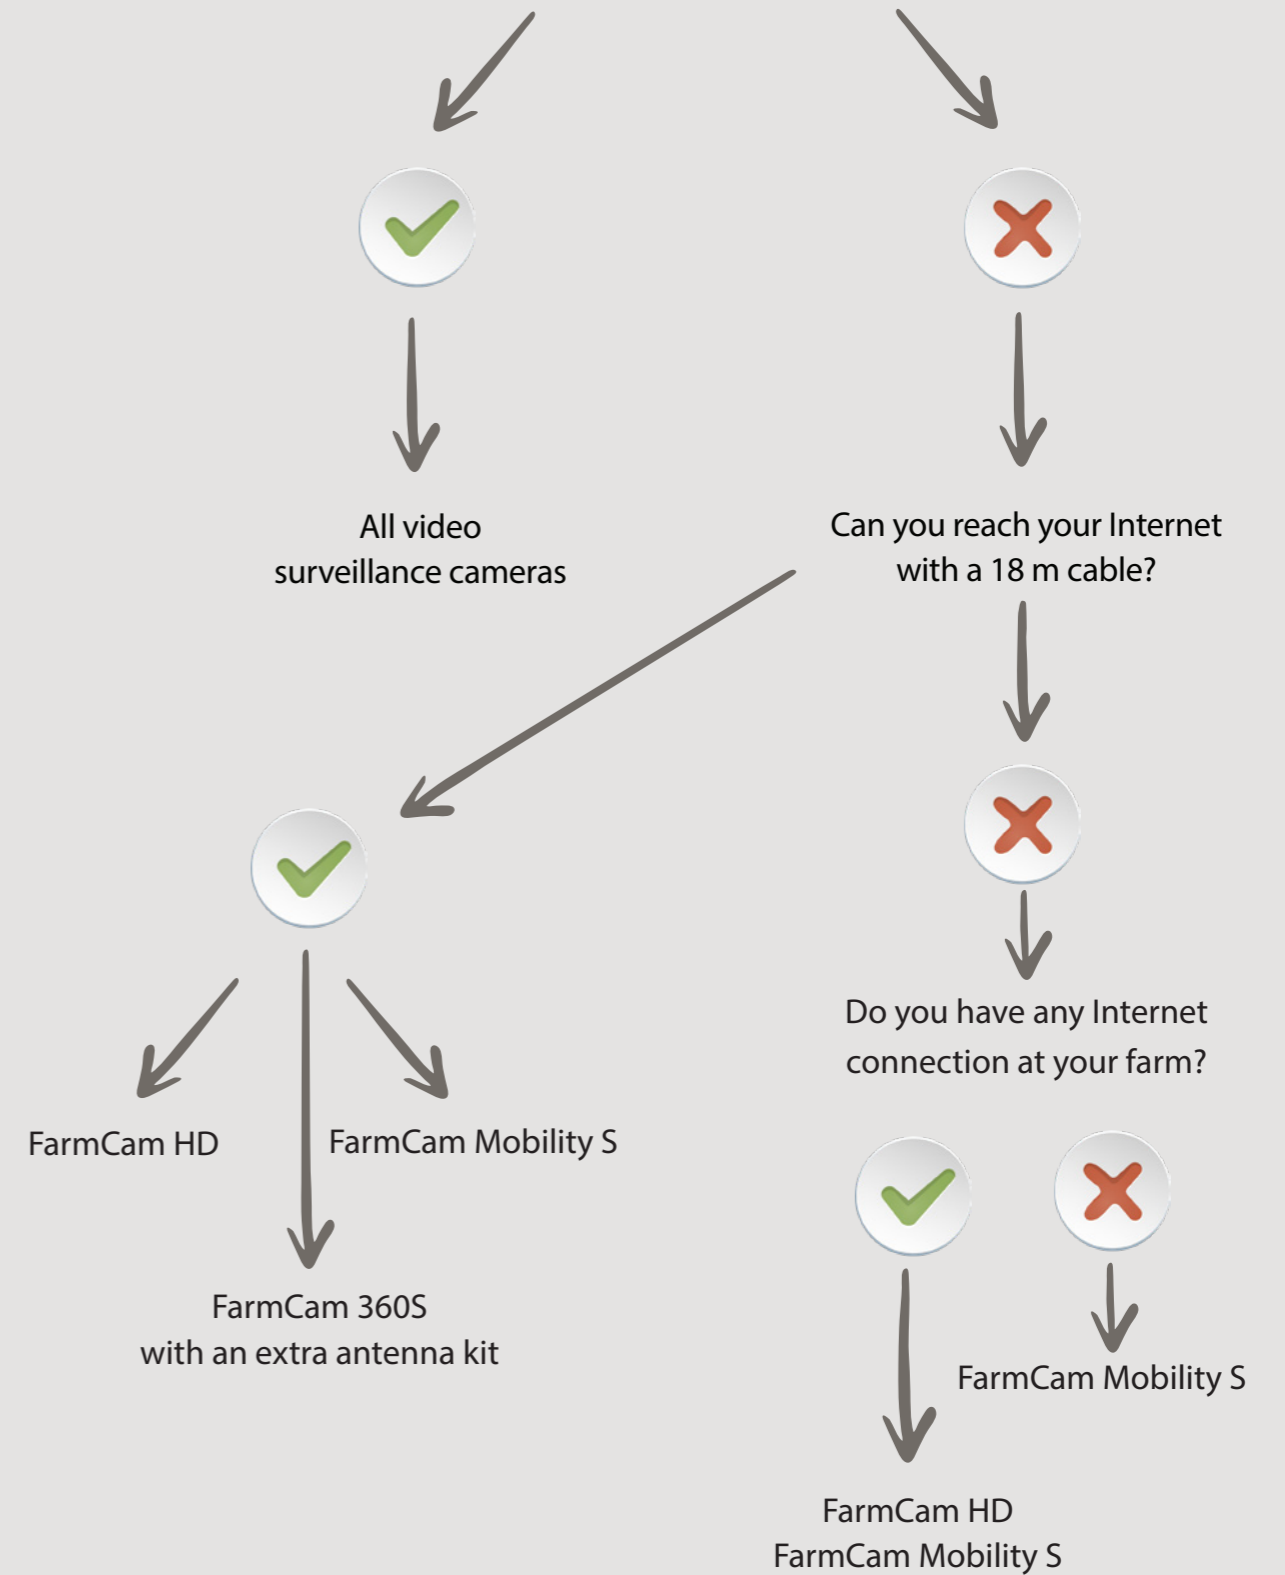 All video
surveillance cameras
Can you reach your Internet
with a 18 m cable?
Do you have any Internet
connection at your farm?
FarmCam HD
FarmCam Mobility S
FarmCam 360S
with an extra antenna kit
FarmCam Mobility S
FarmCam HD
FarmCam Mobility S